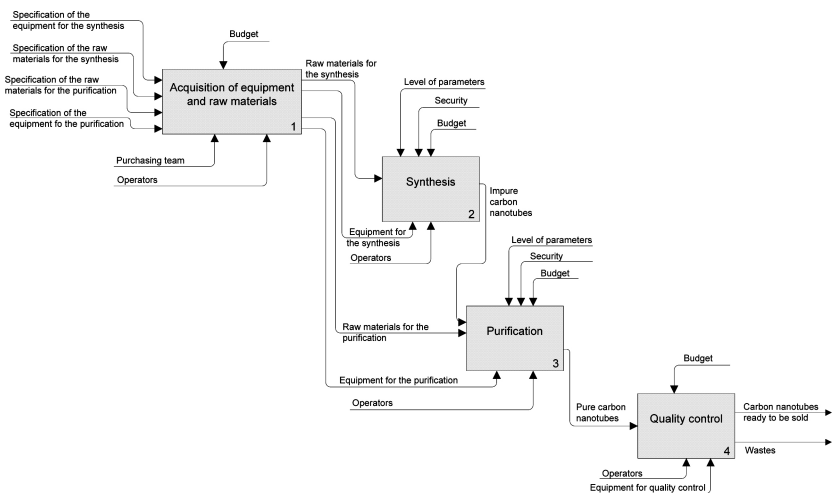 Specification of the
equipment for the synthesis
Specification of the raw
materials for the synthesis
Specification of the raw
materials for the purification
Specification of the
equipment fo the purification
Budget
Acquisition of equipment
and raw materials
1
Purchasing team
Operators
Raw materials for
the synthesis
Level of parameters
Security
Budget
Synthesis
2
Equipment for
the synthesis
Operators
Impure
carbon
nanotubes
Level of parameters
Security
Budget
Purification
3
Raw materials for the
purification
Equipment for the purification
Operators
Pure carbon
nanotubes
Budget
Quality control
4
Carbon nanotubes
ready to be sold
Wastes
Operators
Equipment for quality control